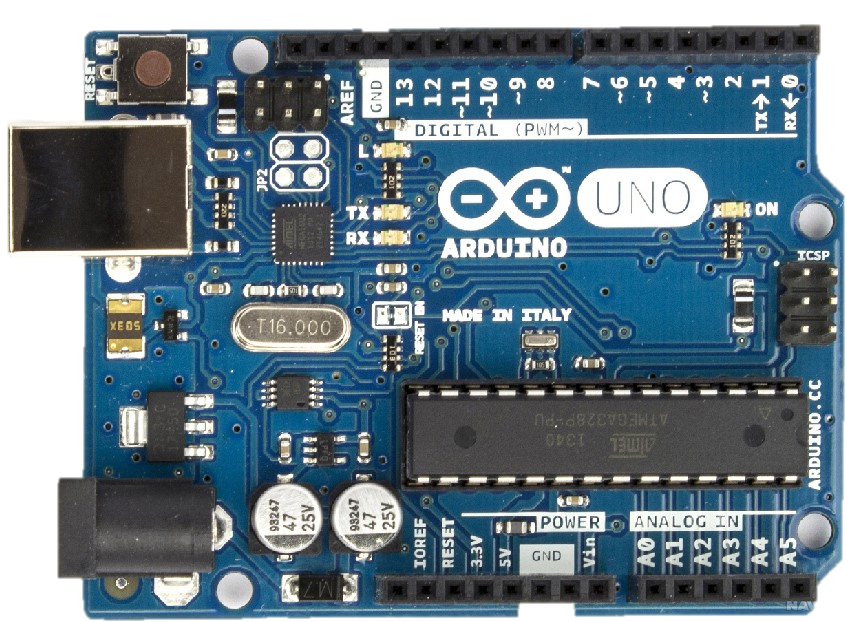 RESET
AREF
GND
13
12
~11
~10
~9
8
7
~6
~5
4
~3
2
TX→1
RX←0
DIGITAL (PWM~)
L
JP2
TX
RX
ARDUINO
UNO
ON
ICSP
T16.000
RESET EN
MADE IN ITALY
ATMEL
ATMEGA328P-PU
1340
ARDUINO.CC
47
25V
47
25V
M7
IOREF
RESET
3.3V
5V
GND
Vin
POWER
ANALOG IN
A0
A1
A2
A3
A4
A5